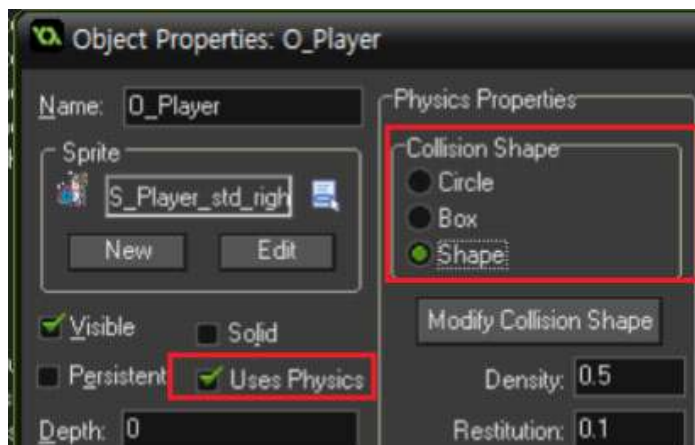 Object Properties: O_Player
Name: O_Player
Sprite
S_Player_std_righ
New Edit
Visible Solid
Persistent Uses Physics
Depth: 0
Physics Properties
Collision Shape
Circle
Box
Shape
Modify Collision Shape
Density: 0.5
Restitution: 0.1